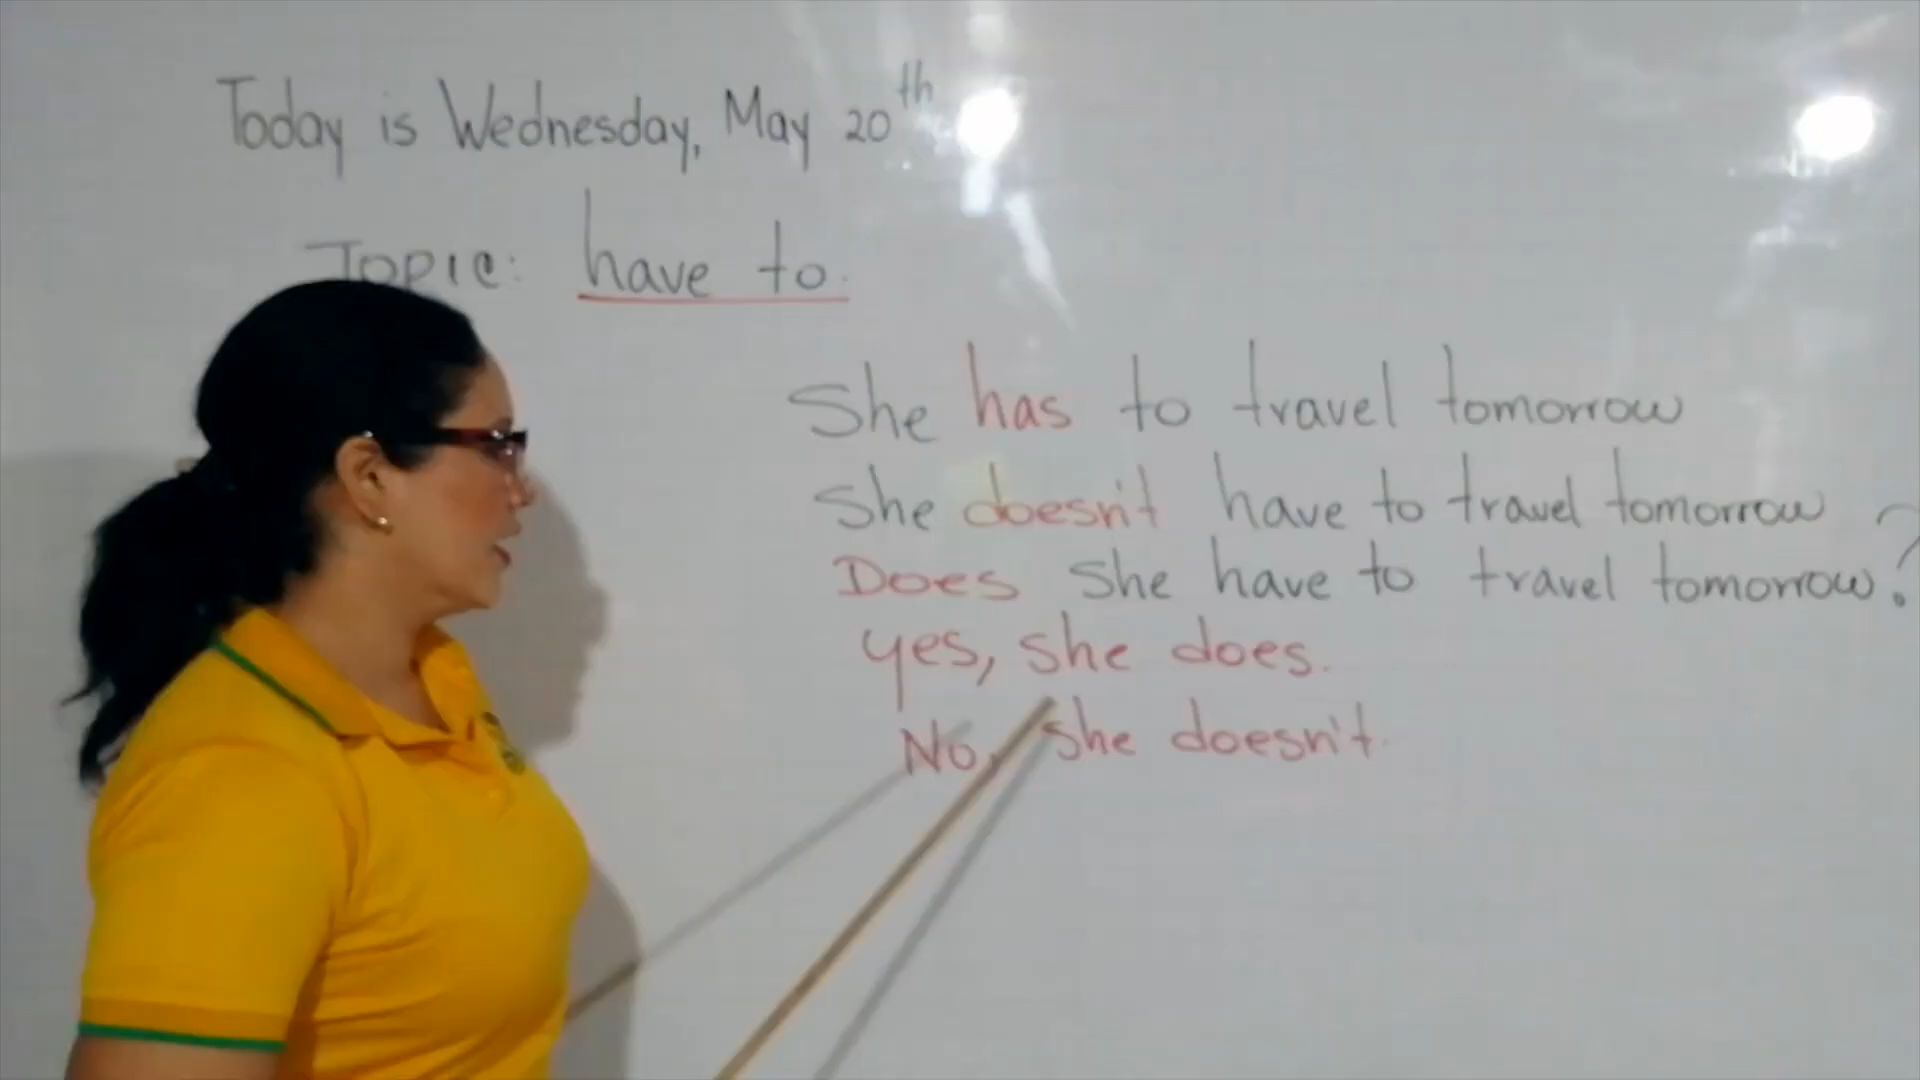 Today is Wednesday, May 20th
Topic: have to.
She has to travel tomorrow
She doesn't have to travel tomorrow
Does she have to travel tomorrow?
yes, she does.
No, she doesn't.